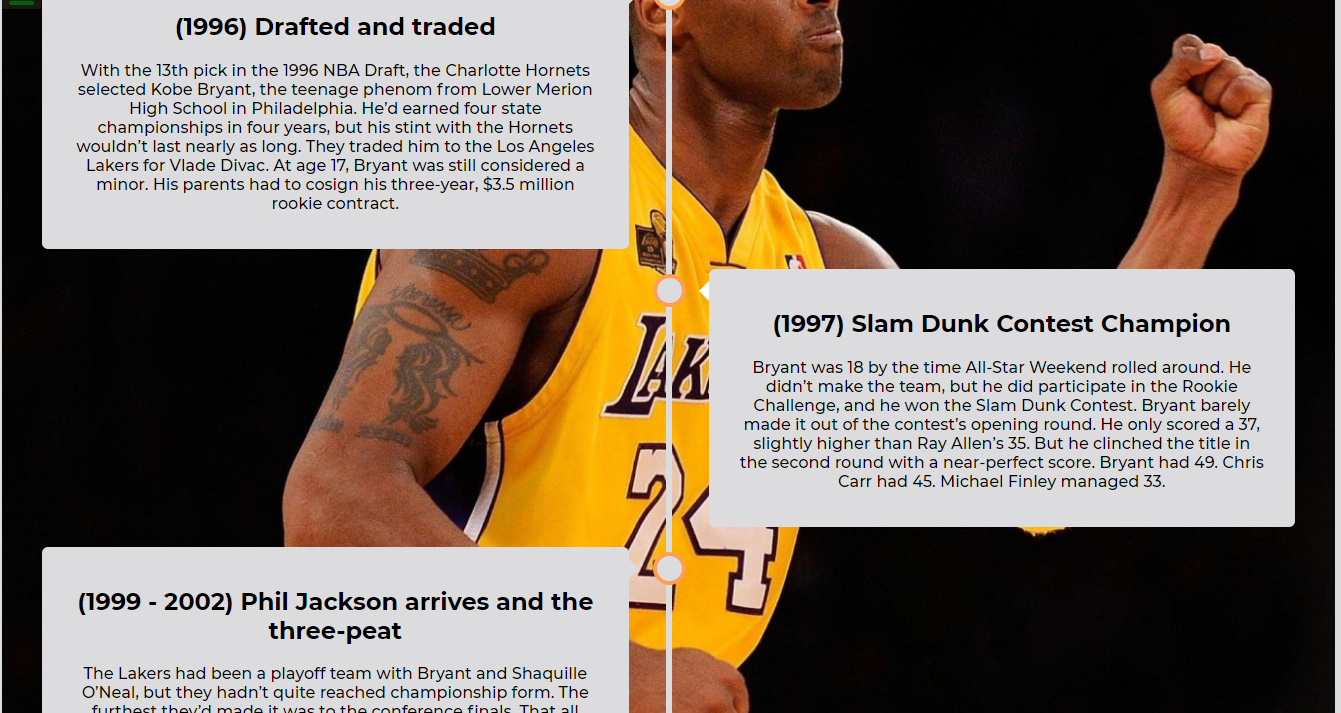 (1996) Drafted and traded
With the 13th pick in the 1996 NBA Draft, the Charlotte Hornets
selected Kobe Bryant, the teenage phenom from Lower Merion
High School in Philadelphia. He’d earned four state
championships in four years, but his stint with the Hornets
wouldn’t last nearly as long. They traded him to the Los Angeles
Lakers for Vlade Divac. At age 17, Bryant was still considered a
minor. His parents had to cosign his three-year, $3.5 million
rookie contract.
(1997) Slam Dunk Contest Champion
Bryant was 18 by the time All-Star Weekend rolled around. He
didn’t make the team, but he did participate in the Rookie
Challenge, and he won the Slam Dunk Contest. Bryant barely
made it out of the contest’s opening round. He only scored a 37,
slightly higher than Ray Allen’s 35. But he clinched the title in
the second round with a near-perfect score. Bryant had 49. Chris
Carr had 45. Michael Finley managed 33.
24
(1999 - 2002) Phil Jackson arrives and the
three-peat
The Lakers had been a playoff team with Bryant and Shaquille
O’Neal, but they hadn’t quite reached championship form. The
furthest they’d made it was to the conference finals. That all